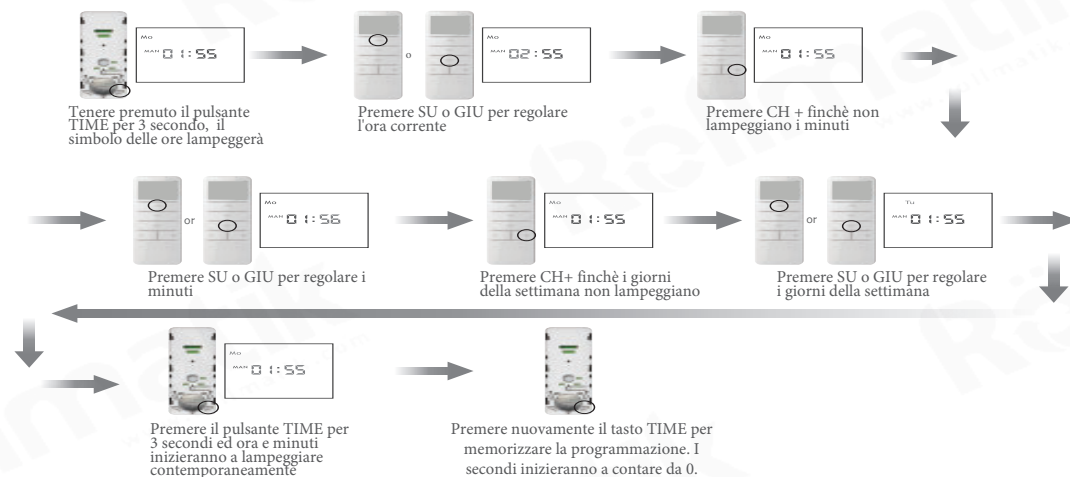 Mo
MAN 01:55
o
Mo
MAN 02:55
Mo
MAN 01:55
Tenere premuto il pulsante
TIME per 3 secondo, il
simbolo delle ore lampeggerà
Premere SU o GIU per regolare
l'ora corrente
Premere CH + finchè non
lampeggiano i minuti
or
Mo
MAN 01:56
Mo
MAN 01:55
or
Tu
MAN 01:55
Premere SU o GIU per regolare i
minuti
Premere CH+ finchè i giorni
della settimana non lampeggiano
Premere SU o GIU per regolare
i giorni della settimana
Mo
MAN 01:55
Premere il pulsante TIME per
3 secondi ed ora e minuti
inizieranno a lampeggiare
contemporaneamente
Premere nuovamente il tasto TIME per
memorizzare la programmazione. I
secondi inizieranno a contare da 0.